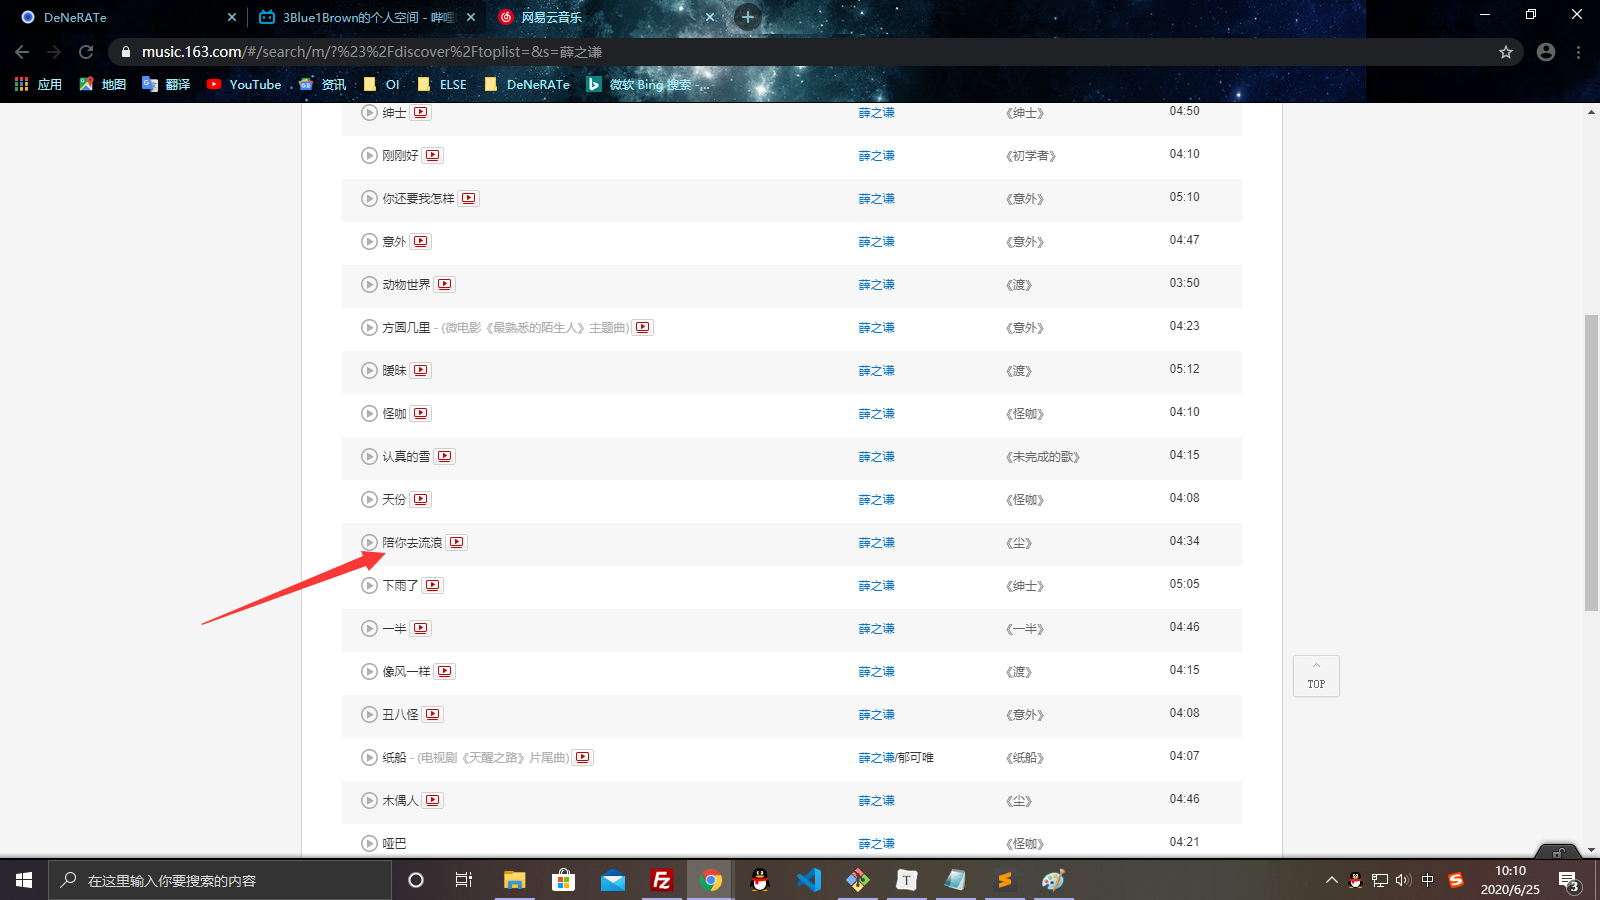 DeNeRATe
3Blue1Brown的个人空间 - 哔哩
网易云音乐
music.163.com/#/search/m/?%23%2Fdiscover%2Ftoplist=&s=薛之谦
应用
地图
翻译
YouTube
资讯
OI
ELSE
DeNeRATe
微软 Bing 搜索 -...
绅士 薛之谦 《绅士》 04:50
刚刚好 薛之谦 《初学者》 04:10
你还要我怎样 薛之谦 《意外》 05:10
意外 薛之谦 《意外》 04:47
动物世界 薛之谦 《渡》 03:50
方圆几里 - (微电影《最熟悉的陌生人》主题曲) 薛之谦 《意外》 04:23
暧昧 薛之谦 《渡》 05:12
怪咖 薛之谦 《怪咖》 04:10
认真的雪 薛之谦 《未完成的歌》 04:15
天份 薛之谦 《怪咖》 04:08
陪你去流浪 薛之谦 《尘》 04:34
下雨了 薛之谦 《绅士》 05:05
一半 薛之谦 《一半》 04:46
像风一样 薛之谦 《渡》 04:15
丑八怪 薛之谦 《意外》 04:08
纸船 - (电视剧《天醒之路》片尾曲) 薛之谦/郁可唯 《纸船》 04:07
木偶人 薛之谦 《尘》 04:46
哑巴 薛之谦 《怪咖》 04:21
TOP
在这里输入你要搜索的内容
中
10:10
2020/6/25
3